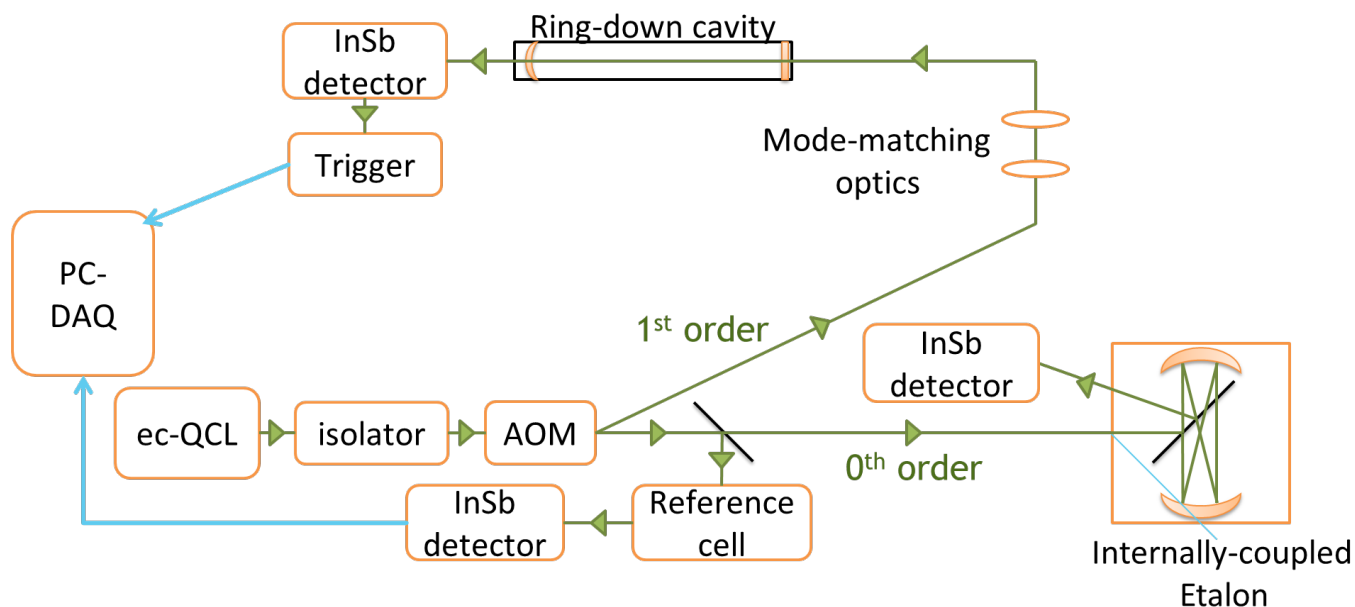 Ring-down cavity
InSb
detector
Trigger
Mode-matching
optics
PC-
DAQ
1st order
InSb
detector
ec-QCL
isolator
AOM
0th order
InSb
detector
Reference
cell
Internally-coupled
Etalon